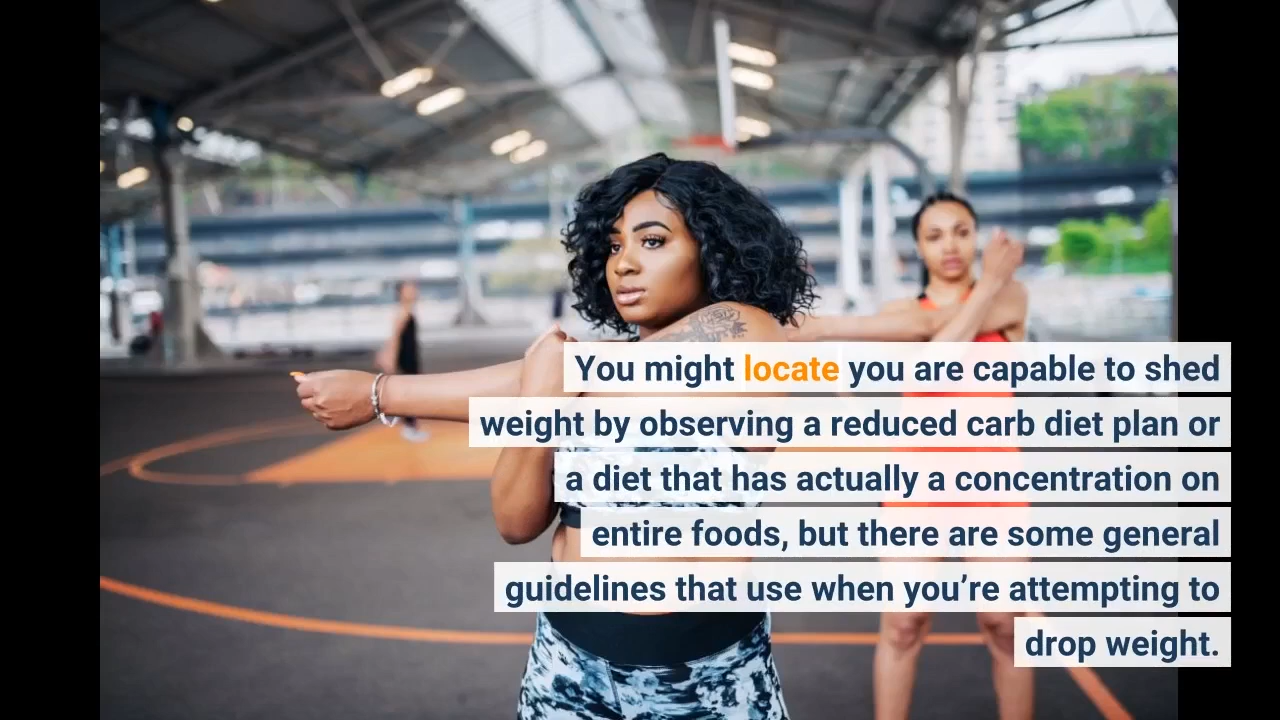 You might locate you are capable to shed
weight by observing a reduced carb diet plan or
a diet that has actually a concentration on
entire foods, but there are some general
guidelines that use when you’re attempting to
drop weight.